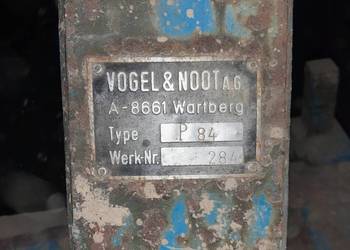 VOGEL & NOOT A.G.
A-8661 Wartberg
Type P 84
Werk-Nr. 284